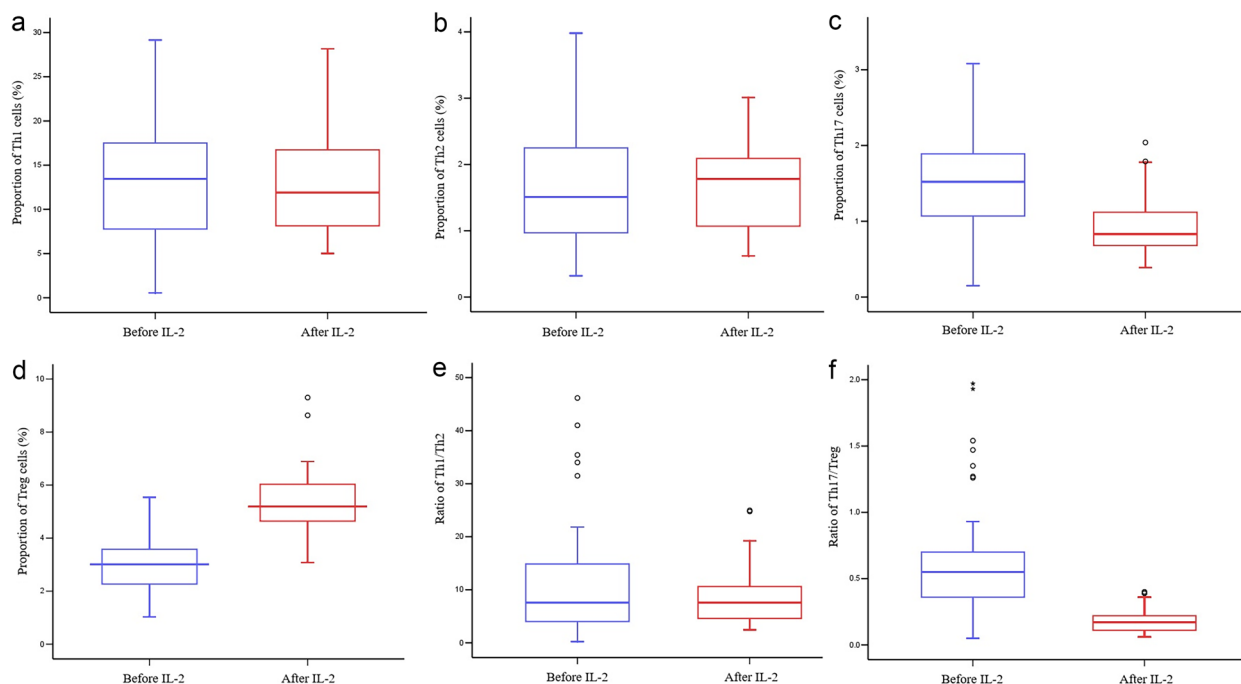 a
Proportion of Th1 cells (%)
30
25
20
15
10
5
0
Before IL-2 After IL-2
b
Proportion of Th2 cells (%)
4
3
2
1
0
Before IL-2 After IL-2
c
Proportion of Th17 cells (%)
3
2
1
0
Before IL-2 After IL-2
d
Proportion of Treg cells (%)
10
8
6
4
2
0
Before IL-2 After IL-2
e
Ratio of Th1/Th2
50
40
30
20
10
0
Before IL-2 After IL-2
f
Ratio of Th17/Treg
2.0
1.5
1.0
0.5
0.0
Before IL-2 After IL-2